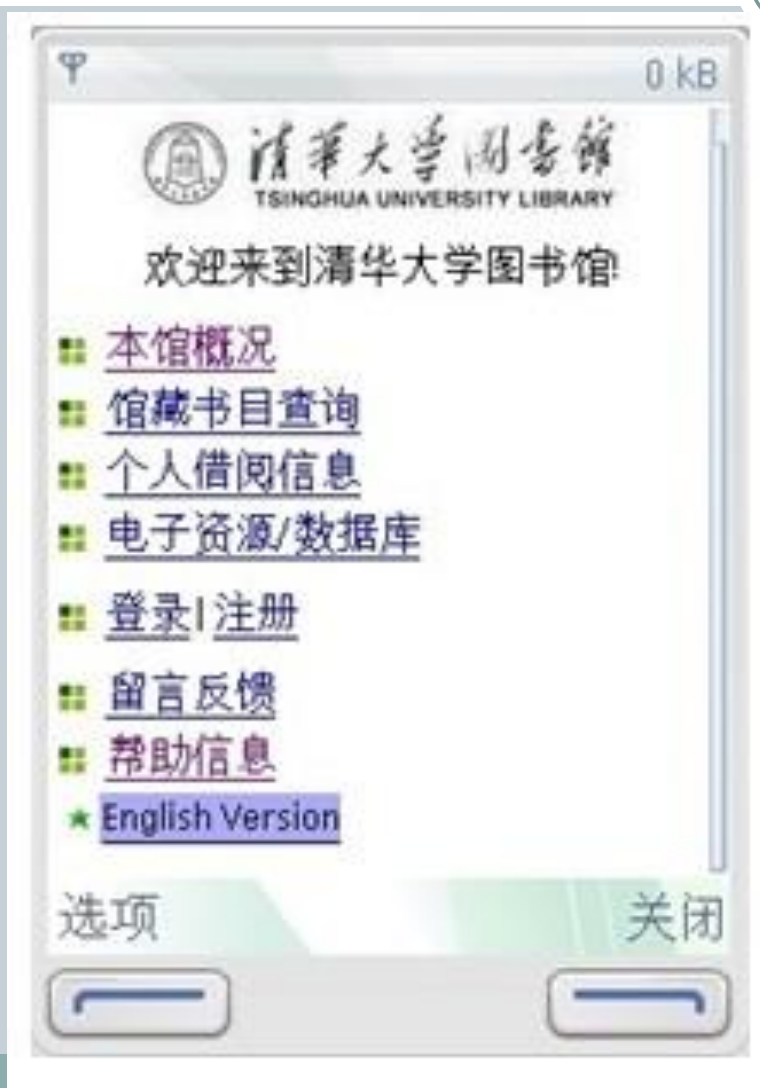 0 kB
清華大学図書館
TSINGHUA UNIVERSITY LIBRARY
欢迎来到清华大学图书馆!
本馆概况
馆藏书目查询
个人借阅信息
电子资源/数据库
登录|注册
留言反馈
帮助信息
English Version
选项 关闭